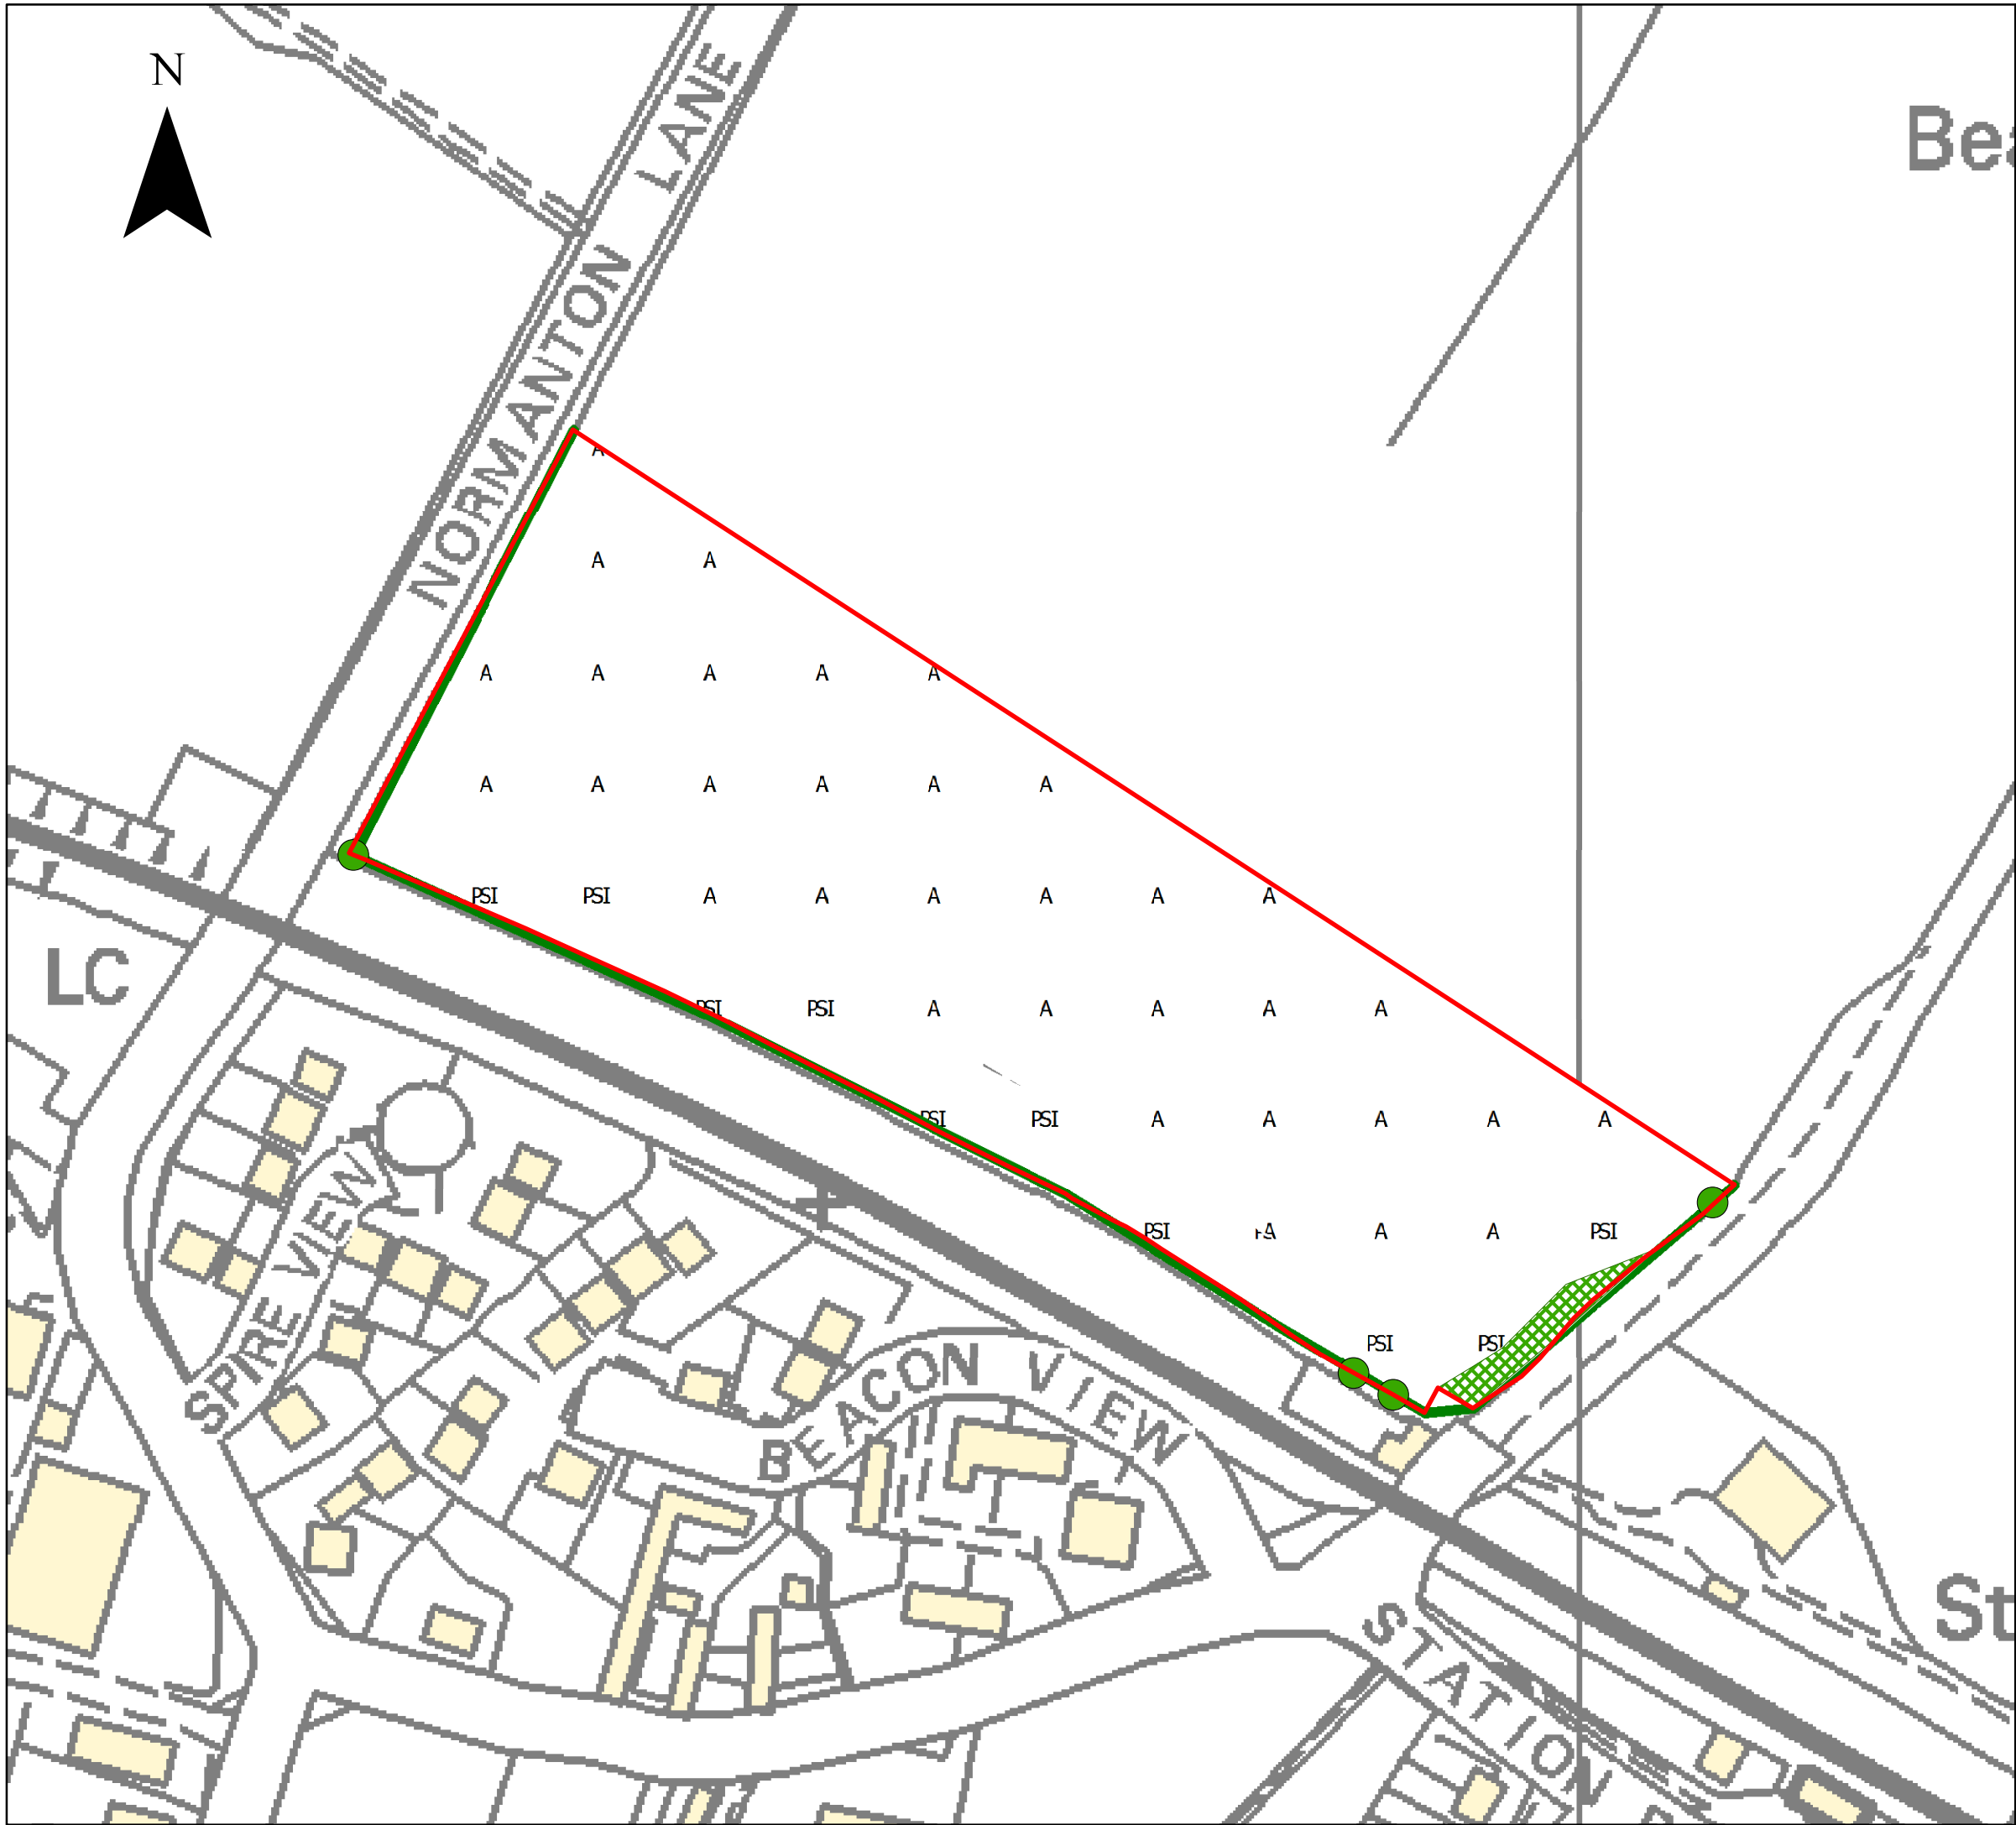 N
Bea
NORMANTON LANE
A
A A
A A A A A
A A A A A A
PSI PSI A A A A A A
PSI PSI A A A A A
LC
PSI PSI A A A A A
PSI A A A PSI
PSI PSI
SPIRE VIEW
BEACON VIEW
STATION
St